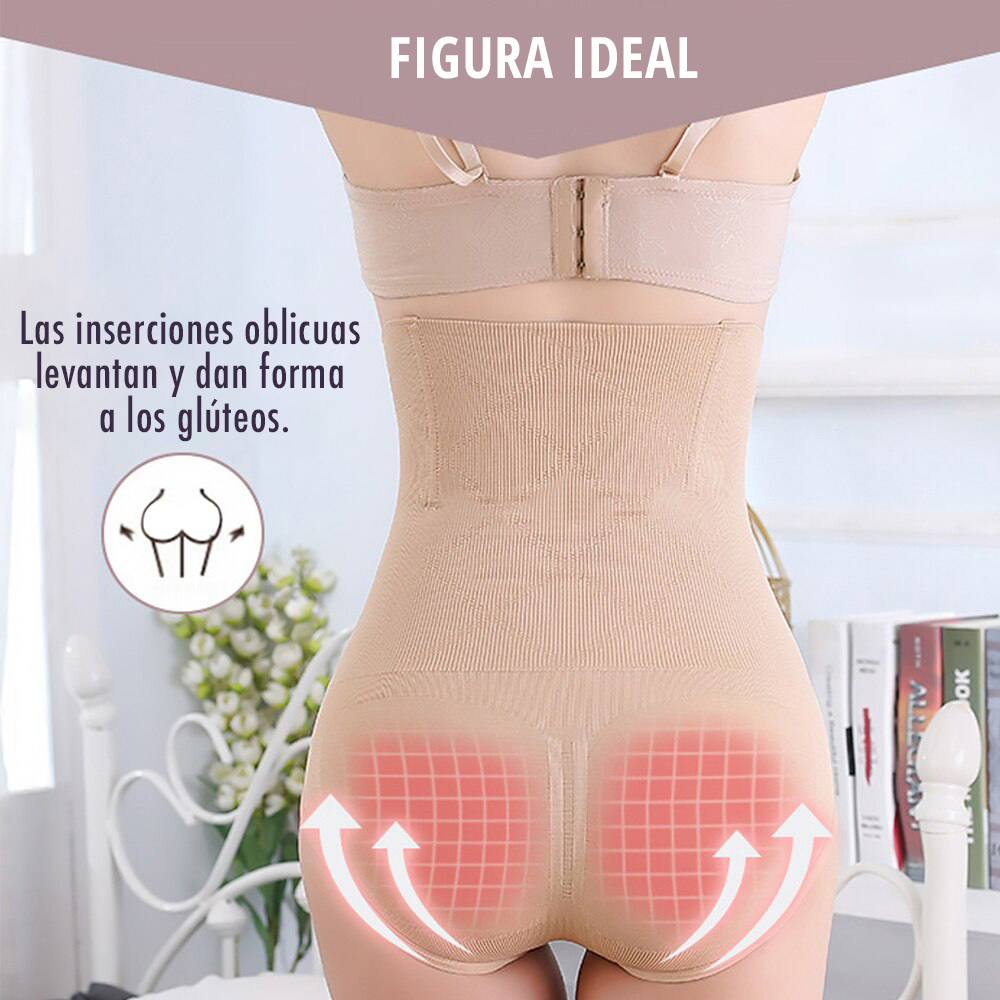 FIGURA IDEAL
Las inserciones oblicuas
levantan y dan forma
a los glúteos.